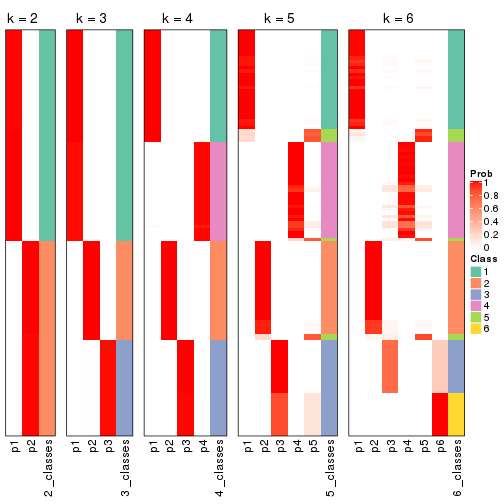 k = 2
k = 3
k = 4
k = 5
k = 6
p1
p2
2_classes
p1
p2
p3
3_classes
p1
p2
p3
p4
4_classes
p1
p2
p3
p4
p5
5_classes
p1
p2
p3
p4
p5
p6
6_classes
Prob
1
0.8
0.6
0.4
0.2
0
Class
1
2
3
4
5
6